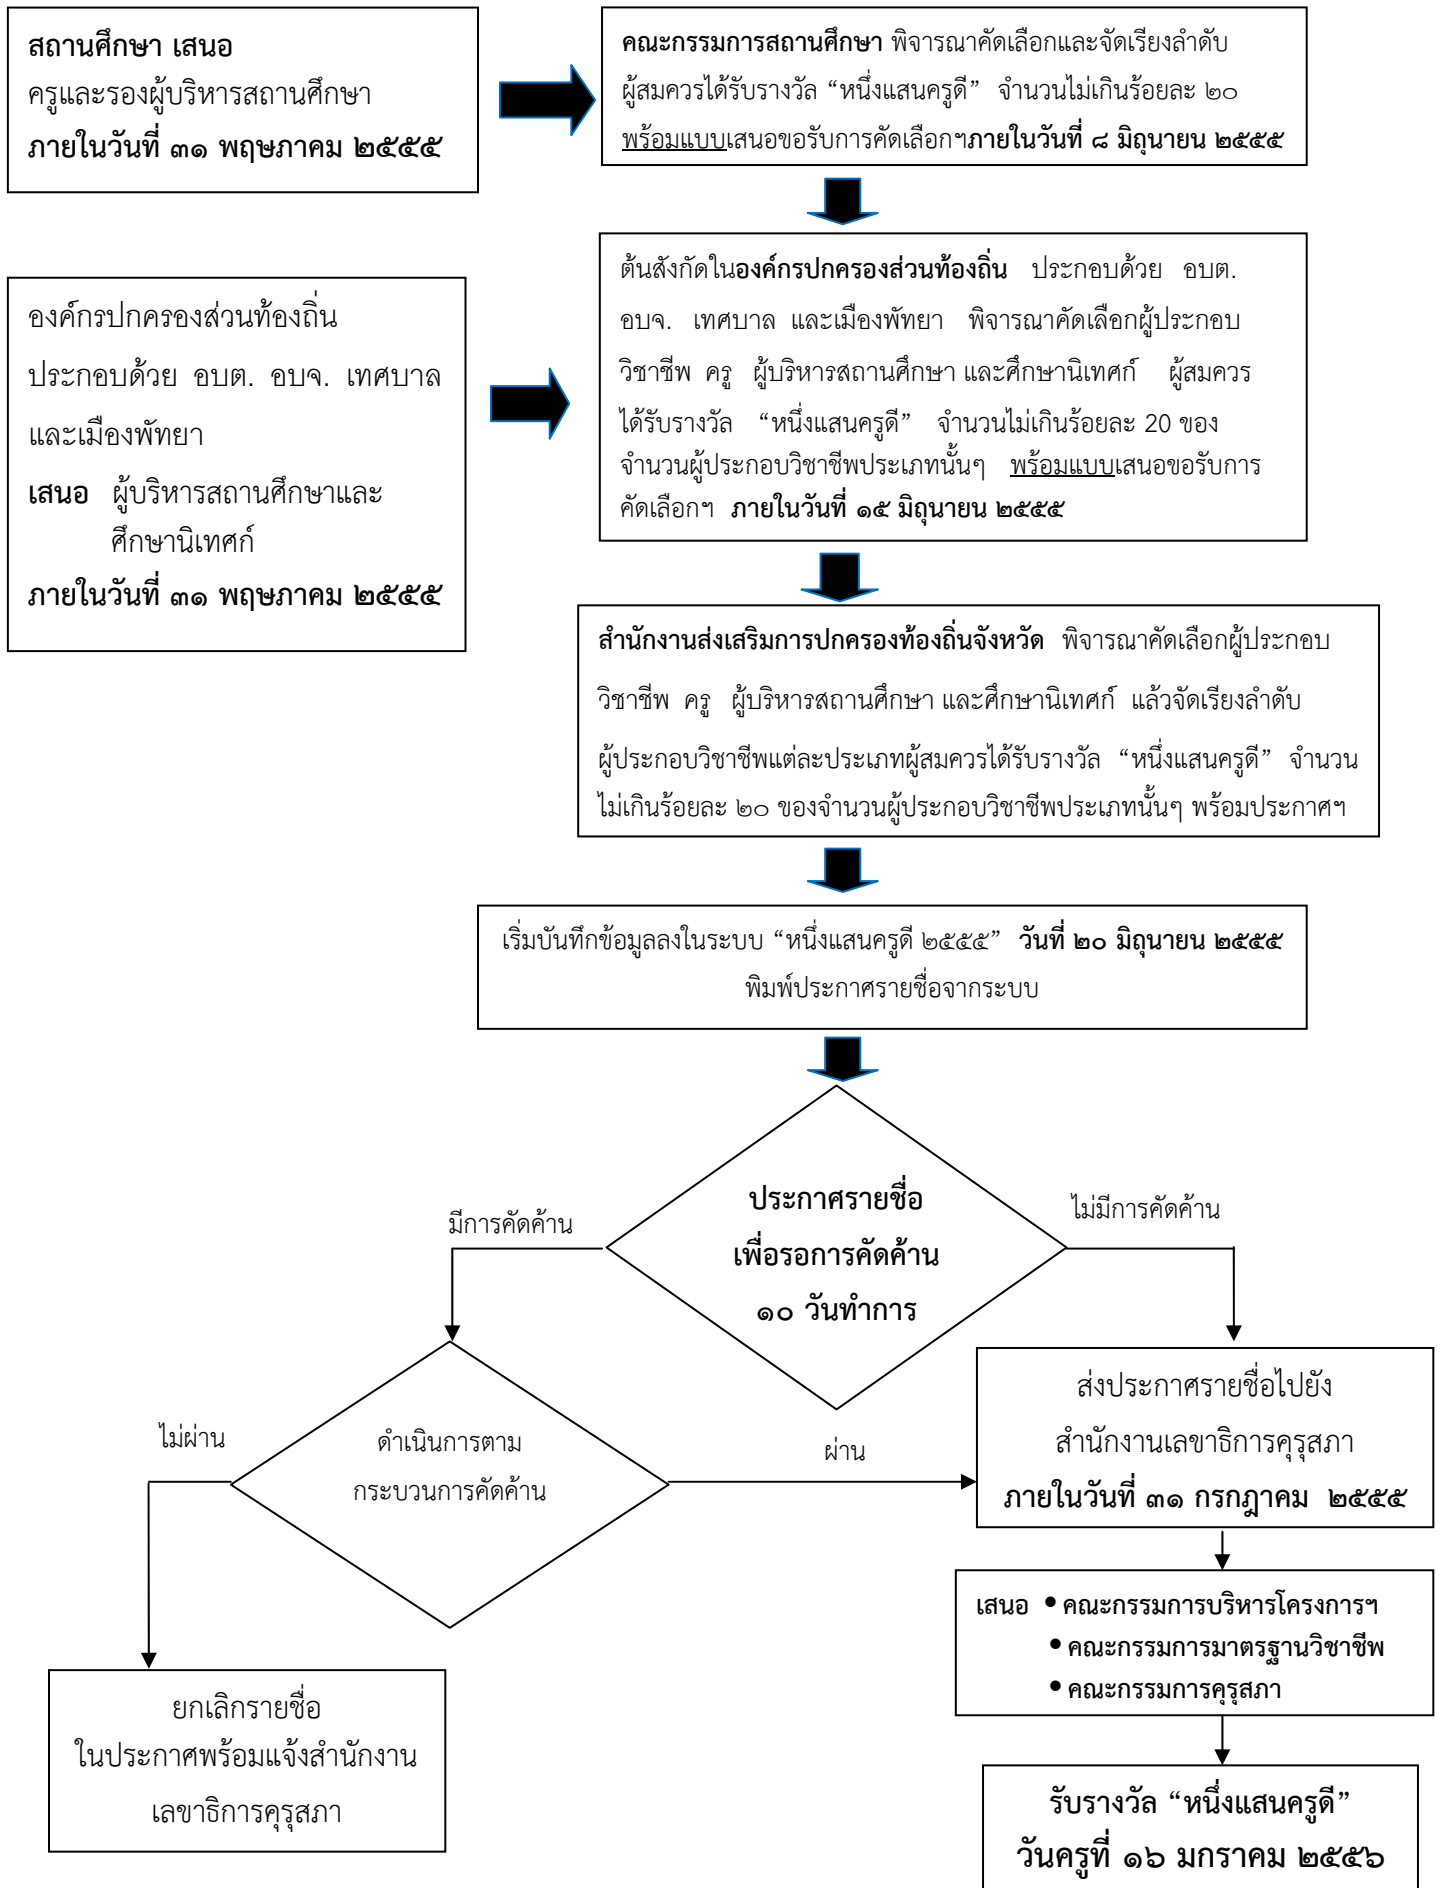 สถานศึกษา เสนอ
ครูและรองผู้บริหารสถานศึกษา
ภายในวันที่ ๓๑ พฤษภาคม ๒๕๕๕
คณะกรรมการสถานศึกษา พิจารณาคัดเลือกและจัดเรียงลำดับ
ผู้สมควรได้รับรางวัล “หนึ่งแสนครูดี” จำนวนไม่เกินร้อยละ ๒๐
พร้อมแบบเสนอขอรับการคัดเลือกฯภายในวันที่ ๘ มิถุนายน ๒๕๕๕
องค์กรปกครองส่วนท้องถิ่น
ประกอบด้วย อบต. อบจ. เทศบาล
และเมืองพัทยา
เสนอ ผู้บริหารสถานศึกษาและ
ศึกษานิเทศก์
ภายในวันที่ ๓๑ พฤษภาคม ๒๕๕๕
ต้นสังกัดในองค์กรปกครองส่วนท้องถิ่น ประกอบด้วย อบต.
อบจ. เทศบาล และเมืองพัทยา พิจารณาคัดเลือกผู้ประกอบ
วิชาชีพ ครู ผู้บริหารสถานศึกษา และศึกษานิเทศก์ ผู้สมควร
ได้รับรางวัล “หนึ่งแสนครูดี” จำนวนไม่เกินร้อยละ 20 ของ
จำนวนผู้ประกอบวิชาชีพประเภทนั้นๆ พร้อมแบบเสนอขอรับการ
คัดเลือกฯ ภายในวันที่ ๑๕ มิถุนายน ๒๕๕๕
สำนักงานส่งเสริมการปกครองท้องถิ่นจังหวัด พิจารณาคัดเลือกผู้ประกอบ
วิชาชีพ ครู ผู้บริหารสถานศึกษา และศึกษานิเทศก์ แล้วจัดเรียงลำดับ
ผู้ประกอบวิชาชีพแต่ละประเภทผู้สมควรได้รับรางวัล “หนึ่งแสนครูดี” จำนวน
ไม่เกินร้อยละ ๒๐ ของจำนวนผู้ประกอบวิชาชีพประเภทนั้นๆ พร้อมประกาศฯ
เริ่มบันทึกข้อมูลลงในระบบ “หนึ่งแสนครูดี ๒๕๕๕” วันที่ ๒๐ มิถุนายน ๒๕๕๕
พิมพ์ประกาศรายชื่อจากระบบ
ประกาศรายชื่อ
เพื่อรอการคัดค้าน
๑๐ วันทำการ
มีการคัดค้าน
ไม่มีการคัดค้าน
ดำเนินการตาม
กระบวนการคัดค้าน
ไม่ผ่าน
ผ่าน
ส่งประกาศรายชื่อไปยัง
สำนักงานเลขาธิการคุรุสภา
ภายในวันที่ ๓๑ กรกฎาคม ๒๕๕๕
เสนอ • คณะกรรมการบริหารโครงการฯ
• คณะกรรมการมาตรฐานวิชาชีพ
• คณะกรรมการคุรุสภา
ยกเลิกรายชื่อ
ในประกาศพร้อมแจ้งสำนักงาน
เลขาธิการคุรุสภา
รับรางวัล “หนึ่งแสนครูดี”
วันครูที่ ๑๖ มกราคม ๒๕๕๖